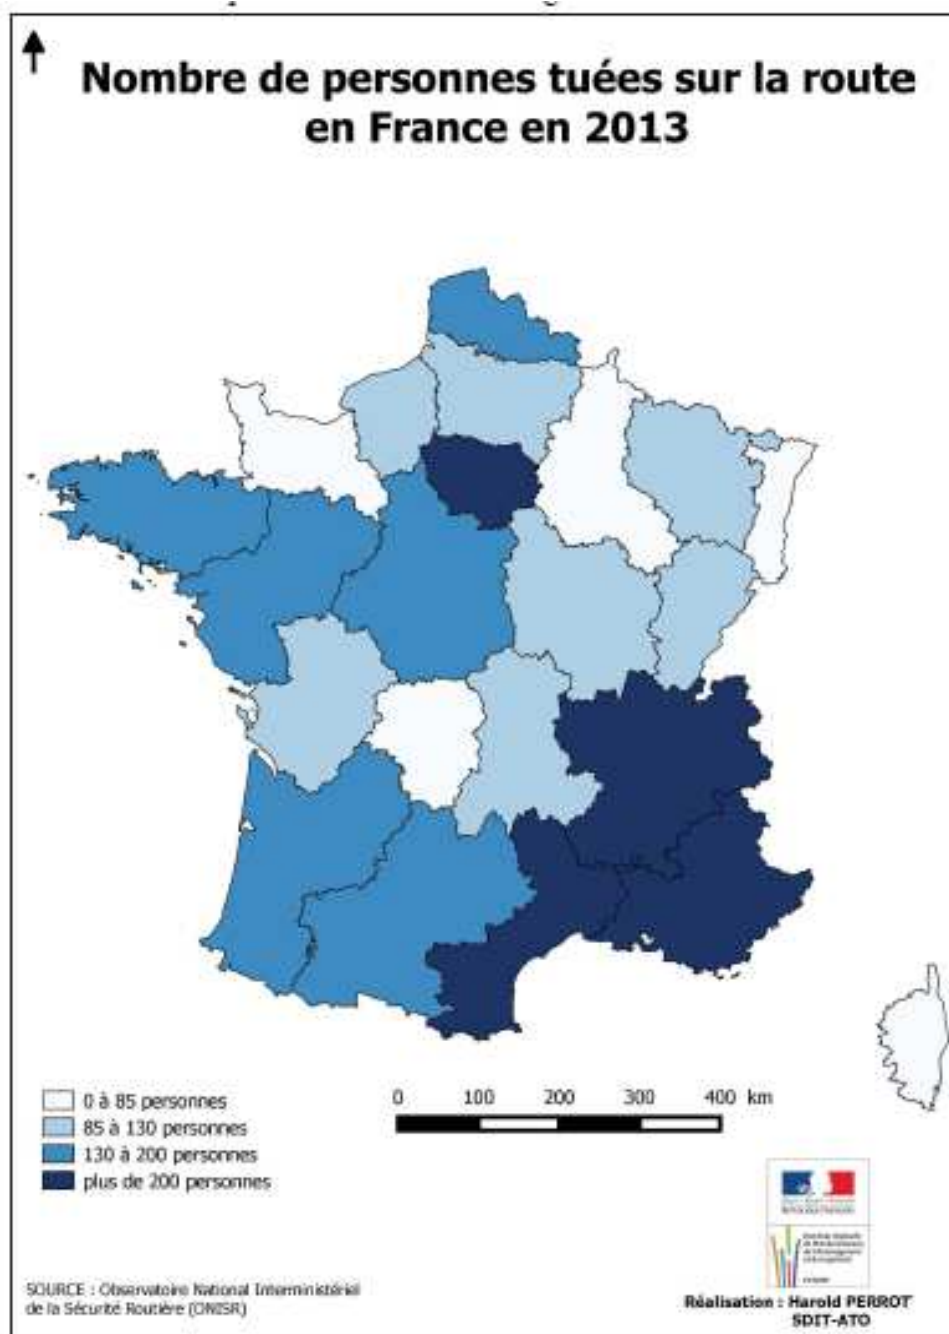 Nombre de personnes tuées sur la route
en France en 2013
0 à 85 personnes
85 à 130 personnes
130 à 200 personnes
plus de 200 personnes
0 100 200 300 400 km
SOURCE : Observatoire National Interministériel
de la Sécurité Routière (ONISR)
Réalisation : Harold PERROT
SDIT-ATO